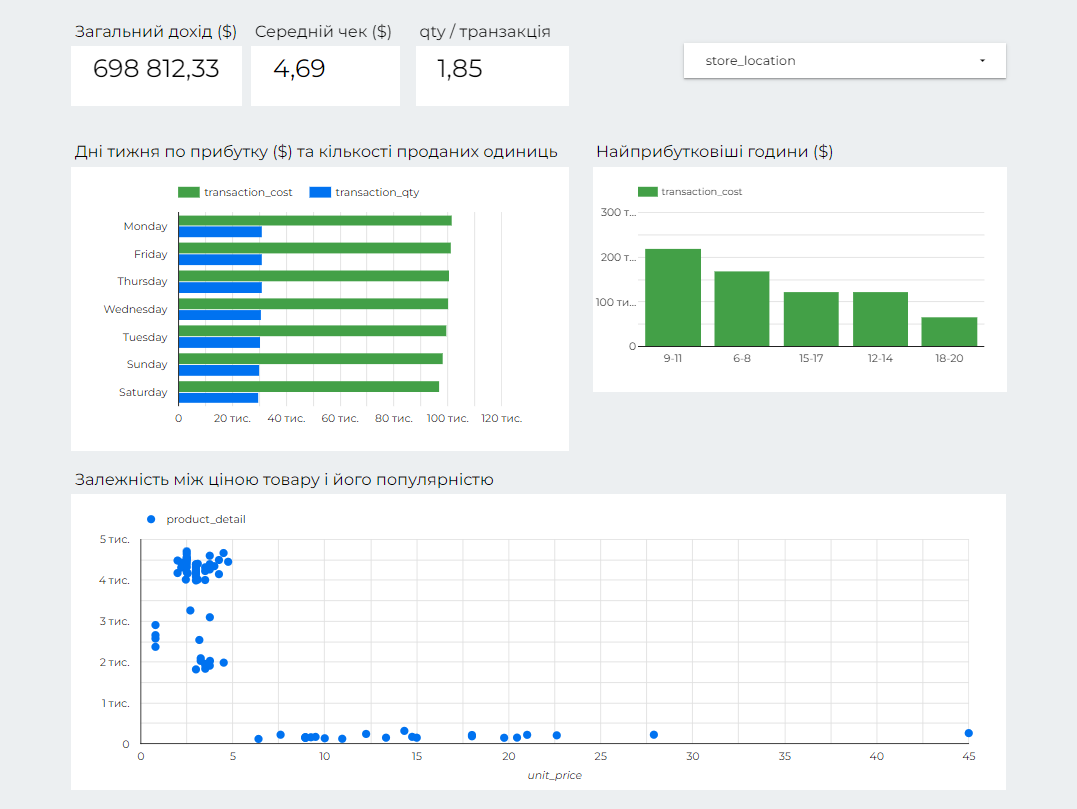 Загальний дохід ($)
Середній чек ($)
qty / транзакція
698 812,33
4,69
1,85
store_location
Дні тижня по прибутку ($) та кількості проданих одиниць
transaction_cost
transaction_qty
Monday
Friday
Thursday
Wednesday
Tuesday
Sunday
Saturday
0
20 тис.
40 тис.
60 тис.
80 тис.
100 тис.
120 тис.
Найприбутковіші години ($)
transaction_cost
300 т...
200 т...
100 ти...
0
9-11
6-8
15-17
12-14
18-20
Залежність між ціною товару і його популярністю
product_detail
5 тис.
4 тис.
3 тис.
2 тис.
1 тис.
0
0
5
10
15
20
25
30
35
40
45
unit_price